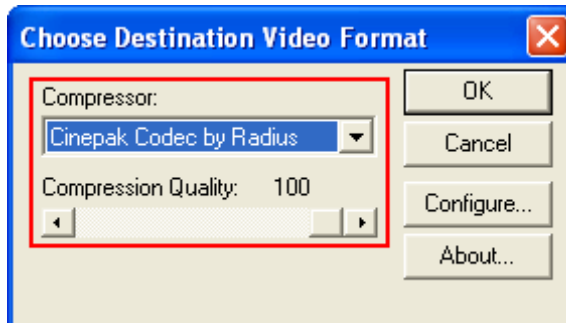 Choose Destination Video Format
Compressor:
Cinepak Codec by Radius
Compression Quality: 100
OK
Cancel
Configure...
About...